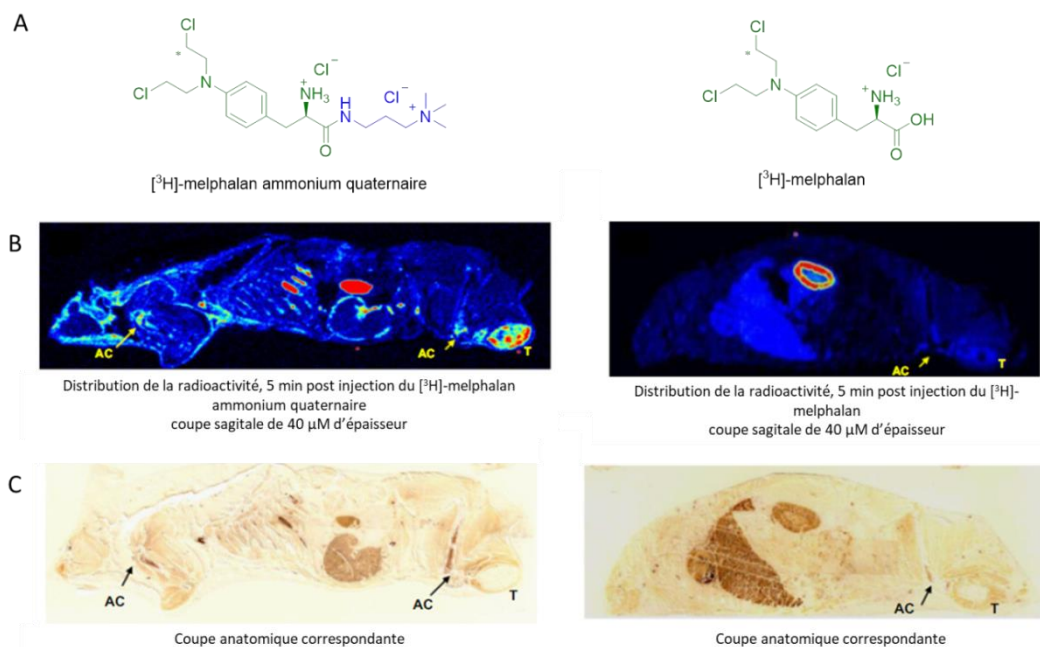 A
Cl
*
Cl
N
Cl⁻
+
NH₃
H
N
O
Cl⁻
+
N
[³H]-melphalan ammonium quaternaire
Cl
*
Cl
N
Cl⁻
+
NH₃
OH
O
[³H]-melphalan
B
AC
AC
T
Distribution de la radioactivité, 5 min post injection du [³H]-melphalan
ammonium quaternaire
coupe sagitale de 40 µM d’épaisseur
AC
T
Distribution de la radioactivité, 5 min post injection du [³H]-
melphalan
coupe sagitale de 40 µM d’épaisseur
C
AC
AC
T
Coupe anatomique correspondante
AC
T
Coupe anatomique correspondante